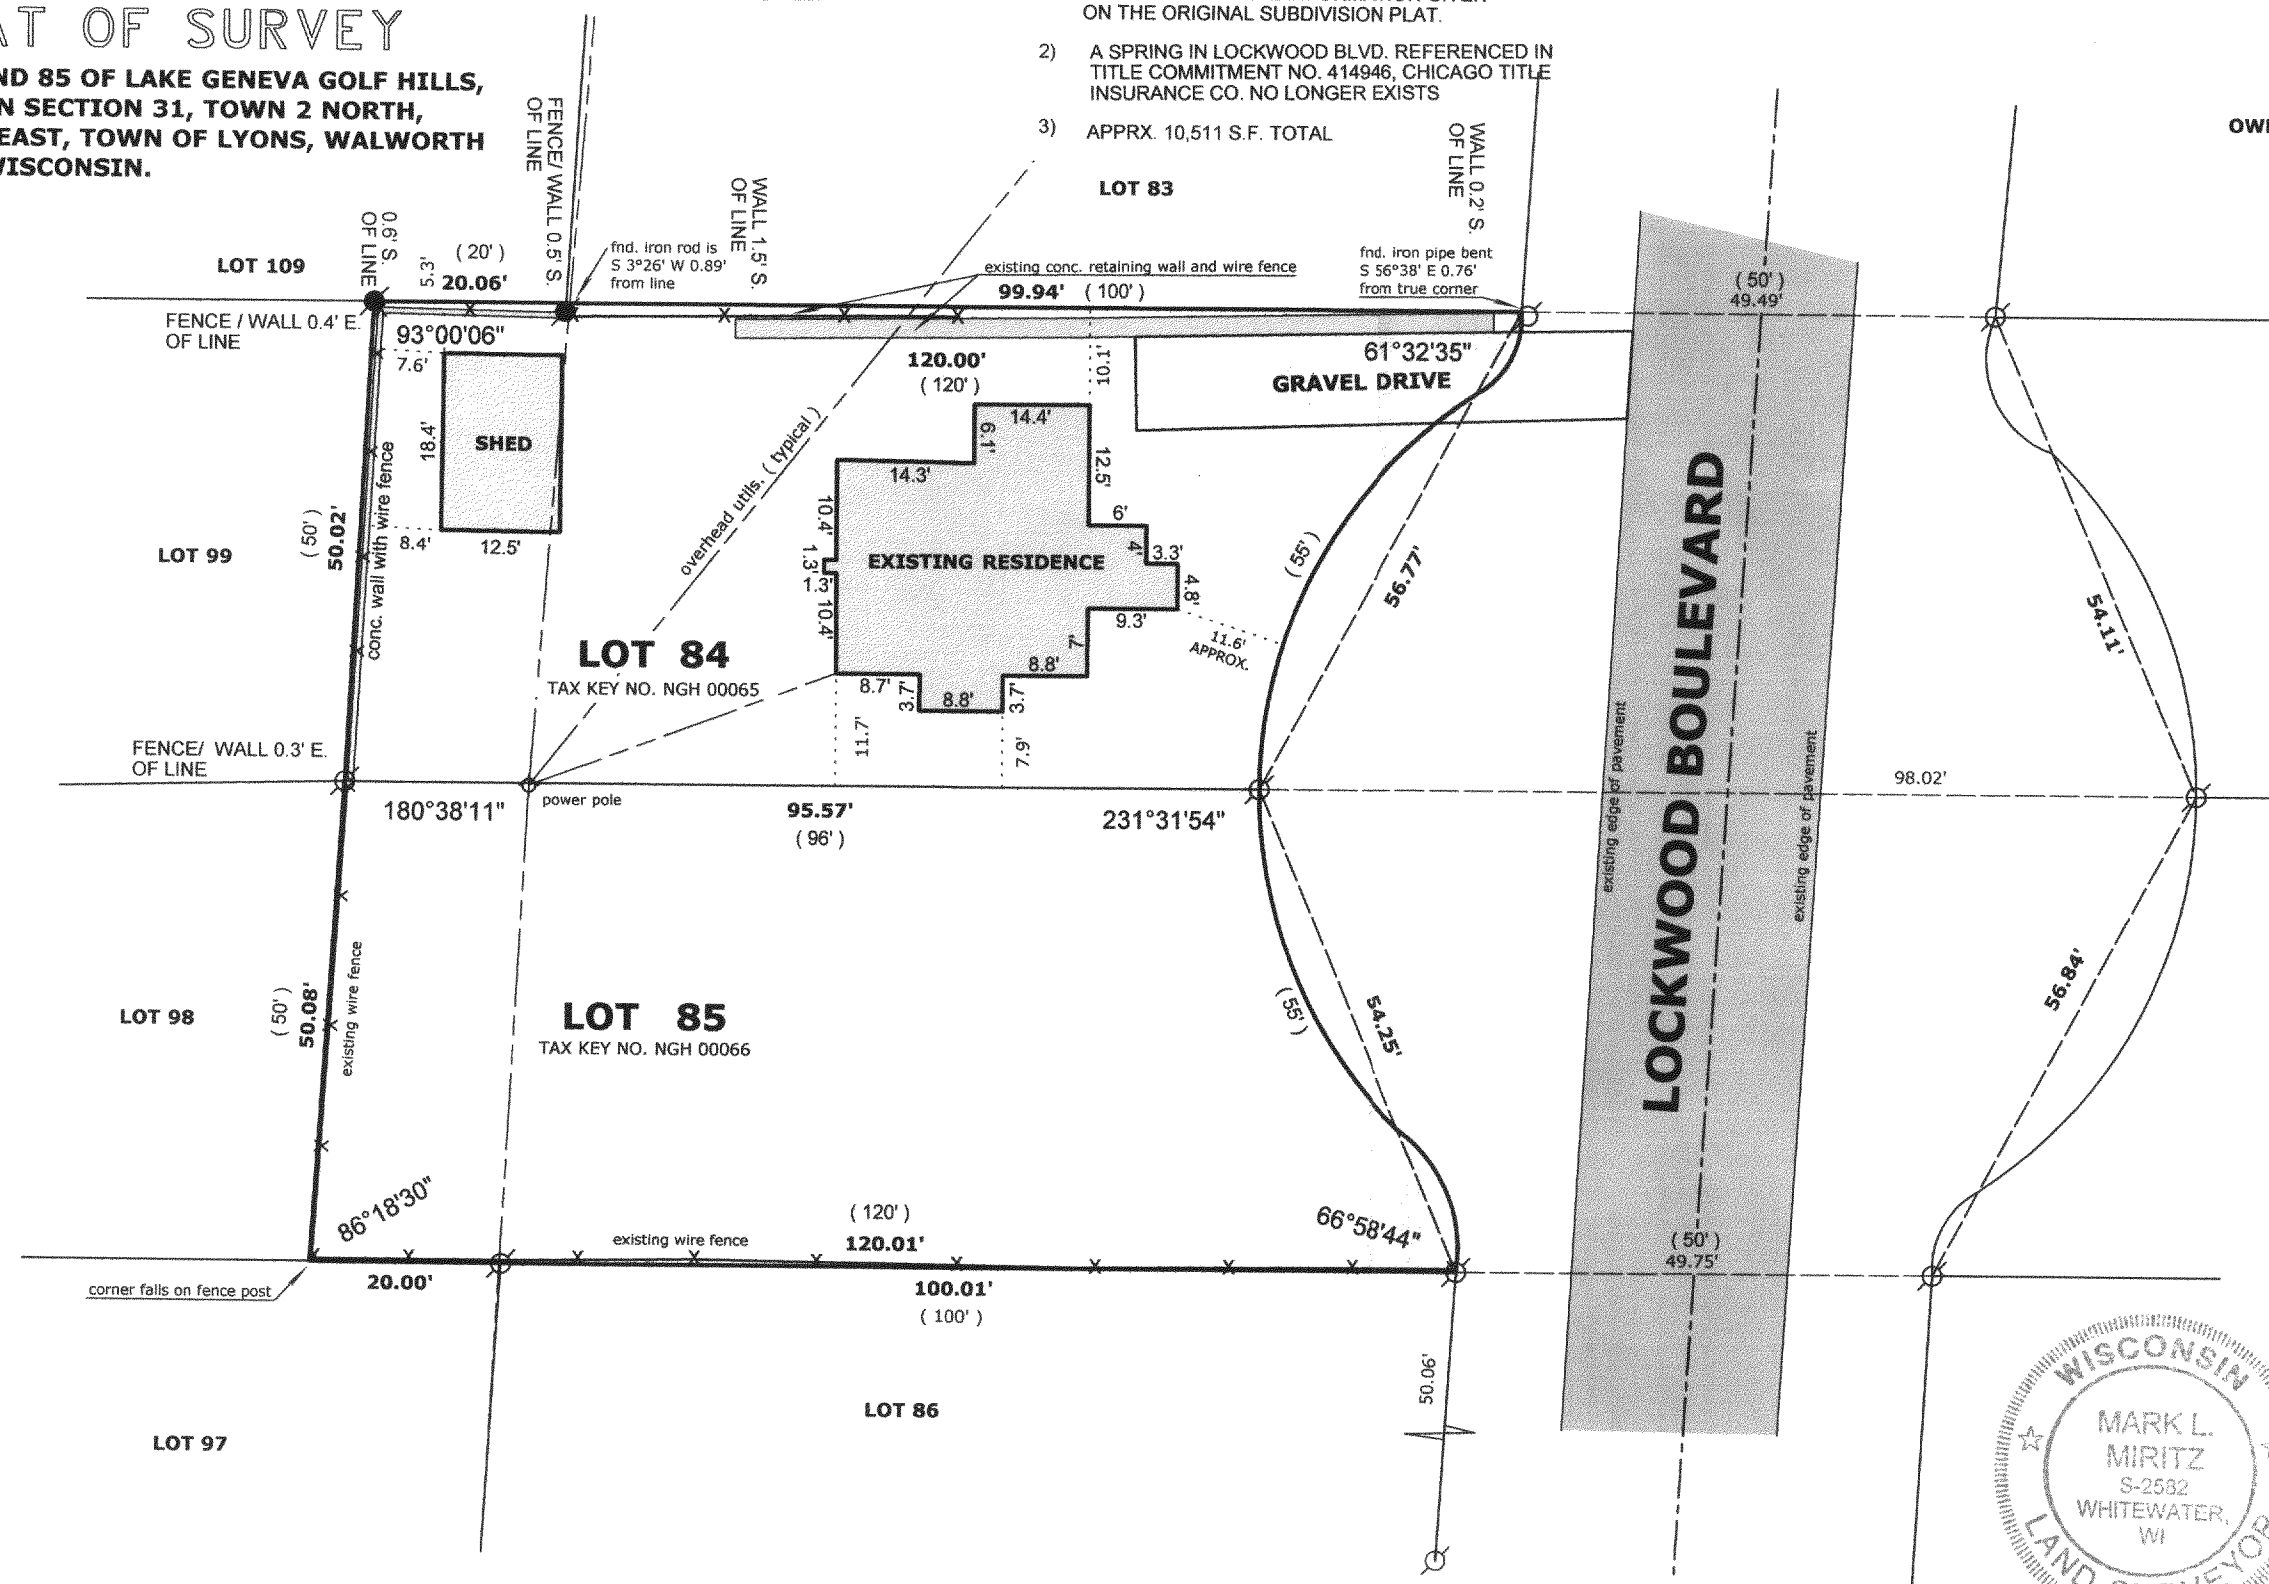 AT OF SURVEY
ND 85 OF LAKE GENEVA GOLF HILLS,
N SECTION 31, TOWN 2 NORTH,
EAST, TOWN OF LYONS, WALWORTH
WISCONSIN.
ON THE ORIGINAL SUBDIVISION PLAT.
2) A SPRING IN LOCKWOOD BLVD. REFERENCED IN
TITLE COMMITMENT NO. 414946, CHICAGO TITLE
INSURANCE CO. NO LONGER EXISTS
3) APPRX. 10,511 S.F. TOTAL
OW
FENCE/ WALL 0.5' S.
OF LINE
WALL 1.5' S.
OF LINE
WALL 0.2' S.
OF LINE
0.6' S.
OF LINE
LOT 83
LOT 109
5.3'
( 20' )
20.06'
fnd. iron rod is
S 3°26' W 0.89'
from line
existing conc. retaining wall and wire fence
99.94' ( 100' )
fnd. iron pipe bent
S 56°38' E 0.76'
from true corner
( 50' )
49.49'
FENCE / WALL 0.4' E.
OF LINE
93°00'06"
7.6'
120.00'
( 120' )
10.1'
61°32'35"
GRAVEL DRIVE
18.4'
SHED
8.4'
12.5'
conc. wall with wire fence
overhead utils. ( typical )
14.4'
6.1'
14.3'
12.5'
10.4'
6'
4'
3.3'
1.3'
1.3'
EXISTING RESIDENCE
4.8'
10.4'
9.3'
7'
8.8'
8.7'
3.7'
8.8'
3.7'
11.6'
APPROX.
11.7'
7.9'
LOT 99
( 50' )
50.02'
( 55' )
56.77'
54.11'
LOT 84
TAX KEY NO. NGH 00065
LOCKWOOD BOULEVARD
existing edge of pavement
existing edge of pavement
FENCE/ WALL 0.3' E.
OF LINE
180°38'11"
power pole
95.57'
( 96' )
231°31'54"
98.02'
LOT 98
( 50' )
50.08'
existing wire fence
LOT 85
TAX KEY NO. NGH 00066
( 55' )
54.25'
56.84'
86°18'30"
existing wire fence
( 120' )
120.01'
66°58'44"
( 50' )
49.75'
corner falls on fence post
20.00'
100.01'
( 100' )
50.06'
LOT 86
LOT 97
WISCONSIN
MARK L.
MIRITZ
S-2582
WHITEWATER,
WI
LAND